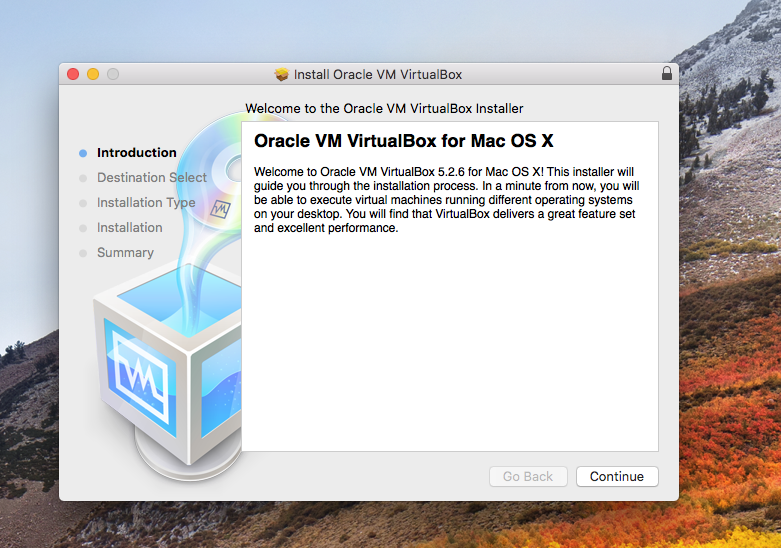 Install Oracle VM VirtualBox
Welcome to the Oracle VM VirtualBox Installer
Introduction
Destination Select
Installation Type
Installation
Summary
Oracle VM VirtualBox for Mac OS X
Welcome to Oracle VM VirtualBox 5.2.6 for Mac OS X! This installer will
guide you through the installation process. In a minute from now, you will
be able to execute virtual machines running different operating systems
on your desktop. You will find that VirtualBox delivers a great feature set
and excellent performance.
Go Back
Continue